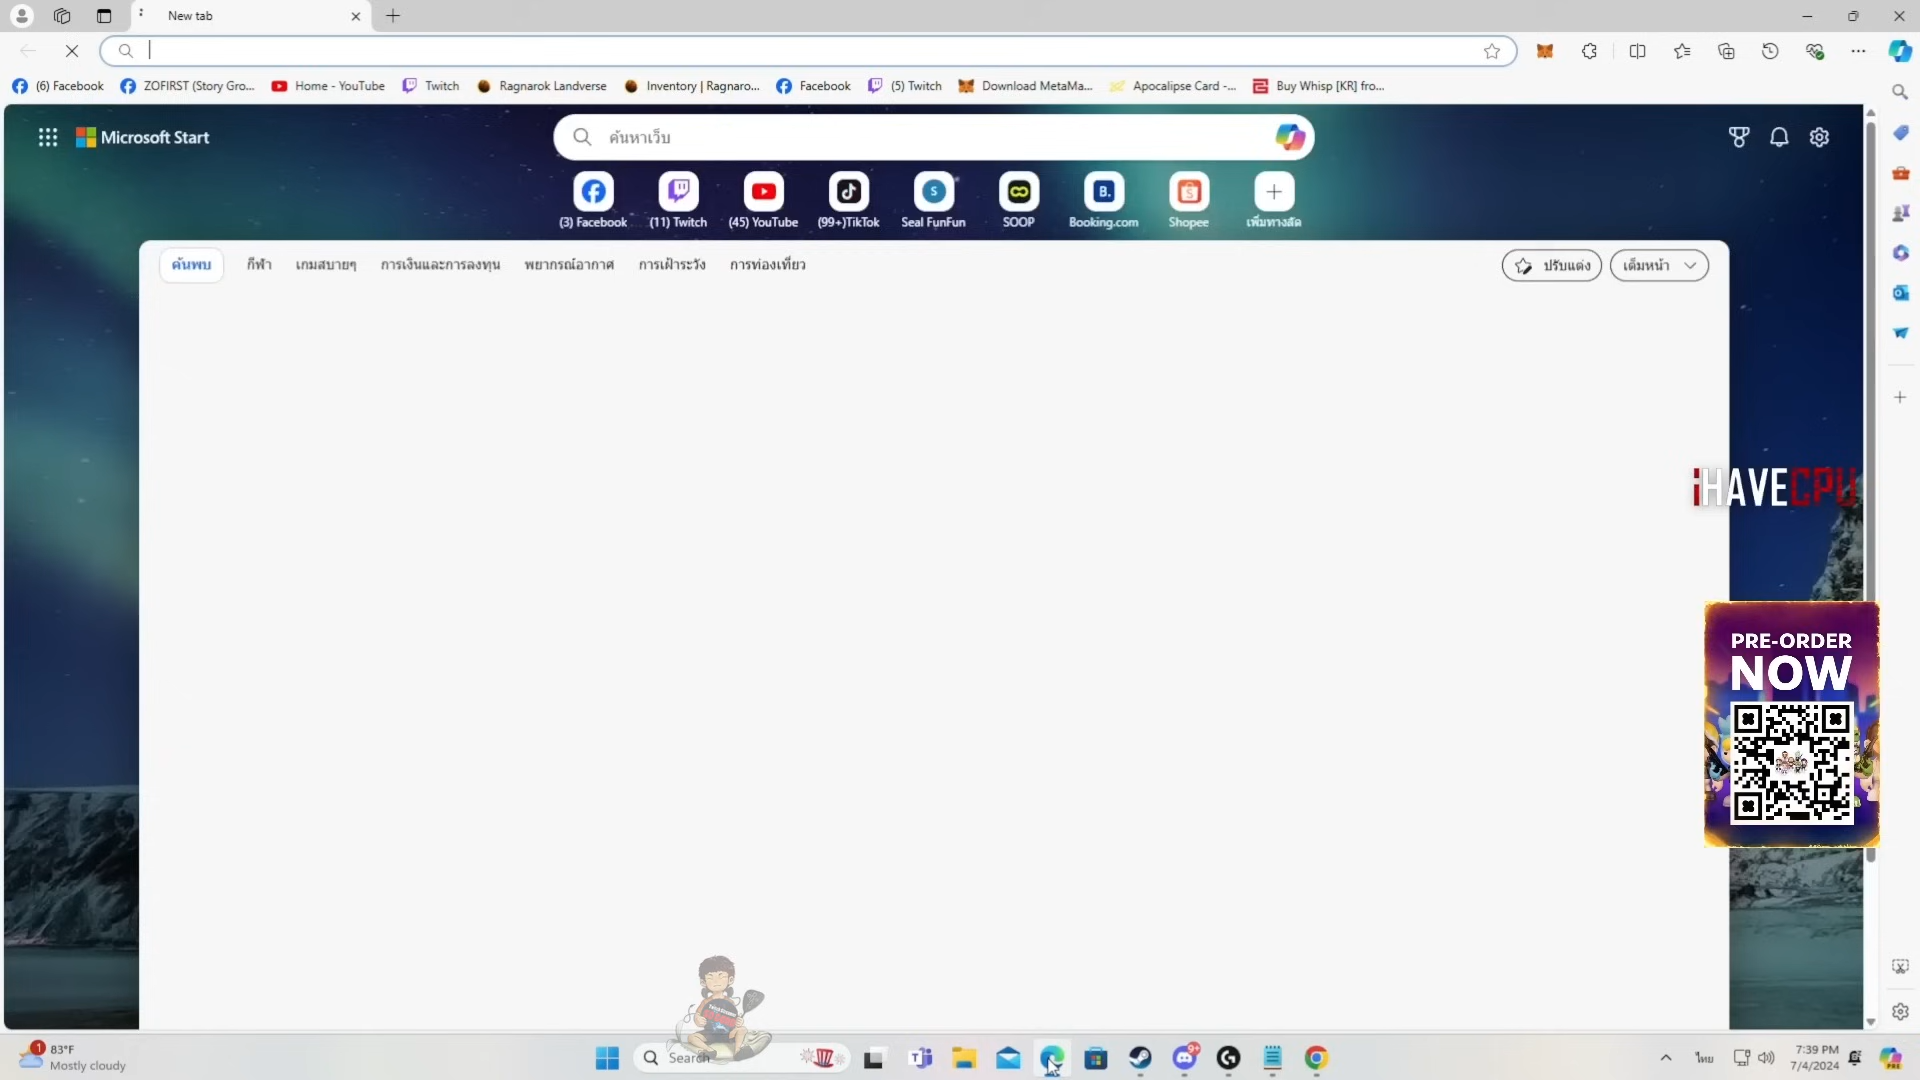 New tab
(6) Facebook
ZOFIRST (Story Gro...
Home - YouTube
Twitch
Ragnarok Landverse
Inventory | Ragnaro...
Facebook
(5) Twitch
Download MetaMa...
Apocalipse Card -...
Buy Whisp [KR] fro...
Microsoft Start
ค้นหาเว็บ
(3) Facebook
(11) Twitch
(45) YouTube
(99+)TikTok
S
Seal FunFun
SOOP
B.
Booking.com
Shopee
เพิ่มทางลัด
ค้นพบ
กีฬา
เกมสบายๆ
การเงินและการลงทุน
พยากรณ์อากาศ
การเฝ้าระวัง
การท่องเที่ยว
ปรับแต่ง
เต็มหน้า
iHAVECPU
PRE-ORDER
NOW
1
83°F
Mostly cloudy
Search
9+
ไทย
7:39 PM
7/4/2024